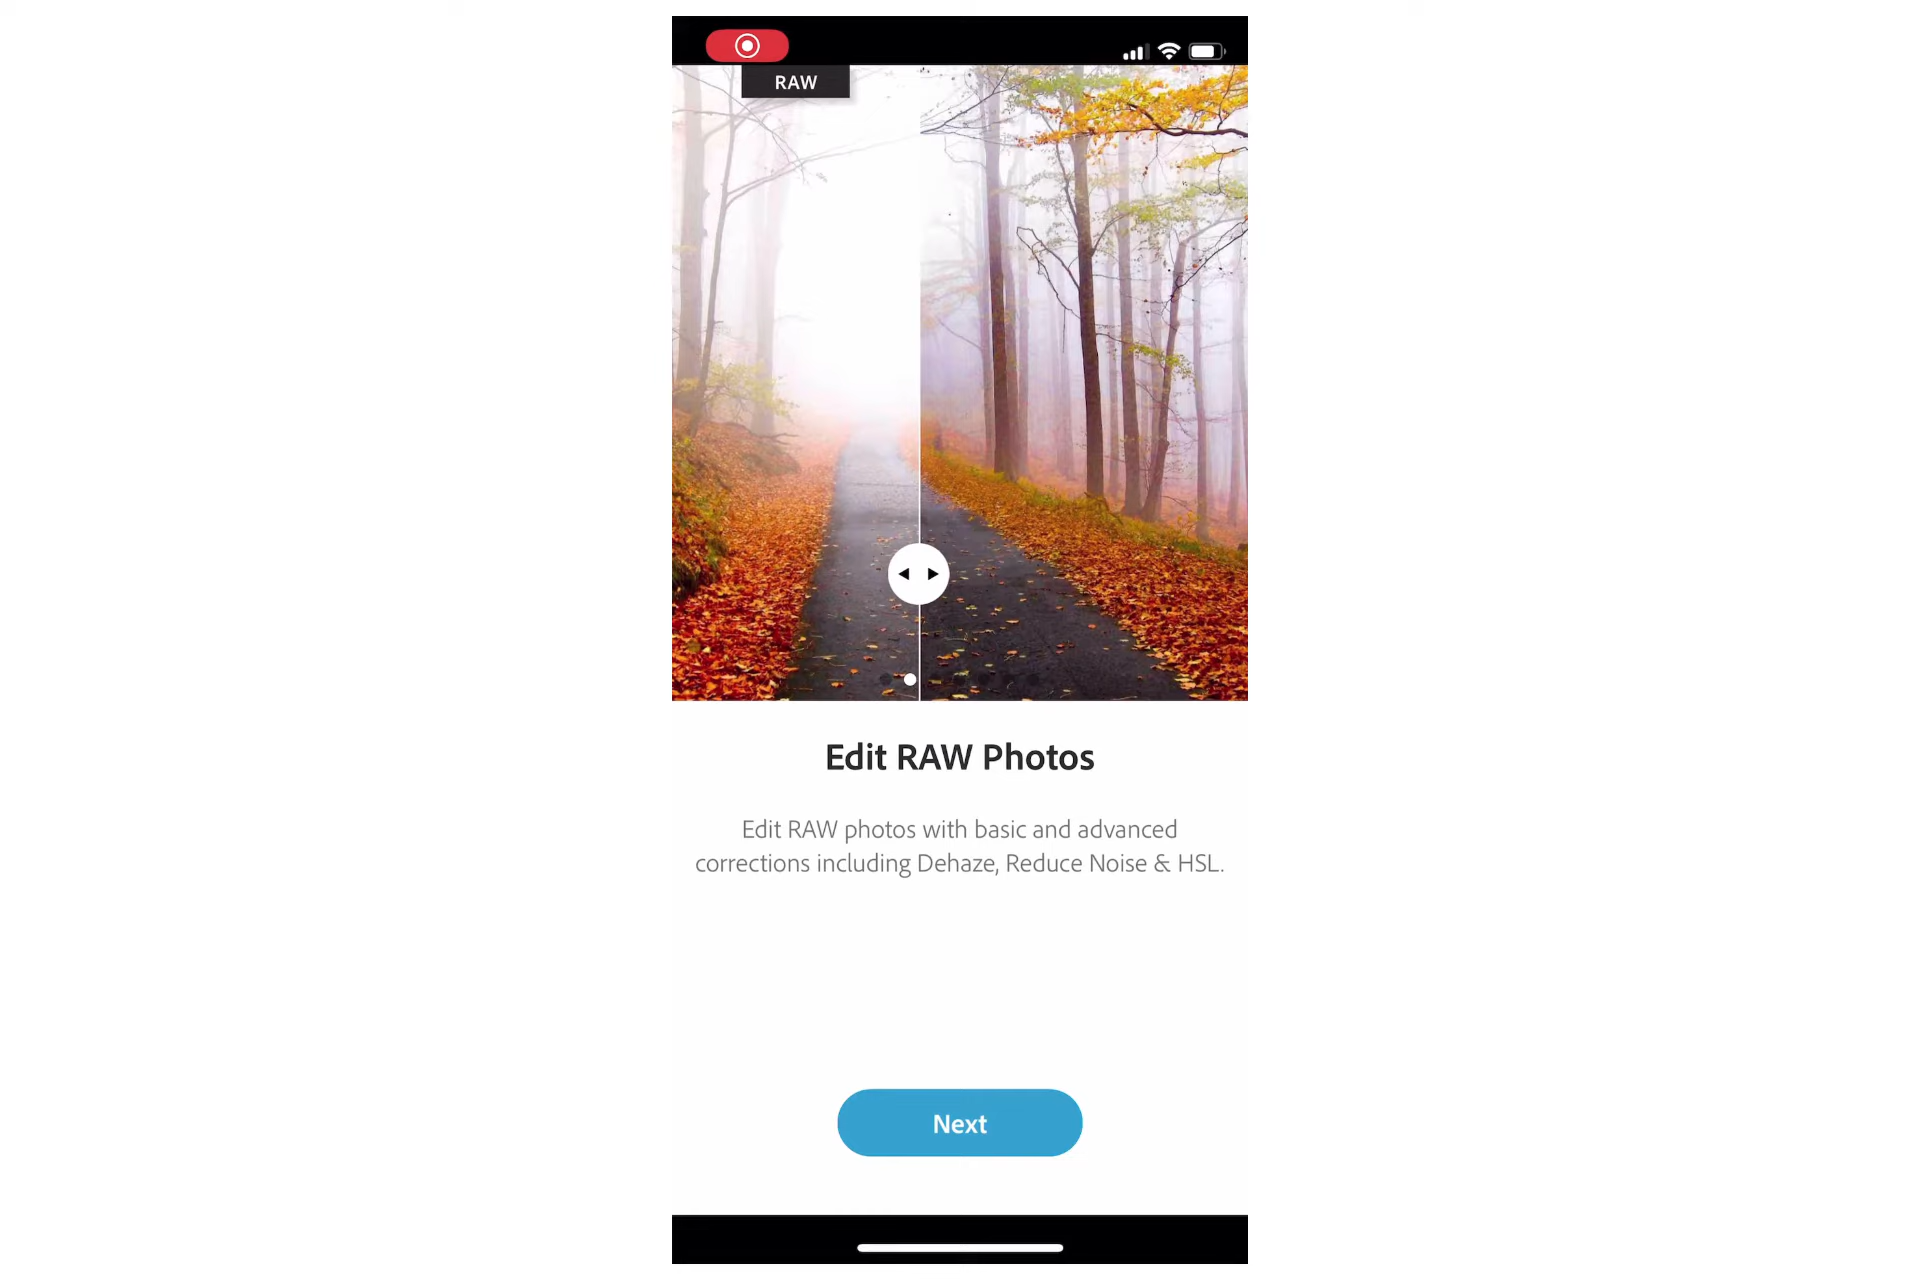 RAW
Edit RAW Photos
Edit RAW photos with basic and advanced
corrections including Dehaze, Reduce Noise & HSL.
Next